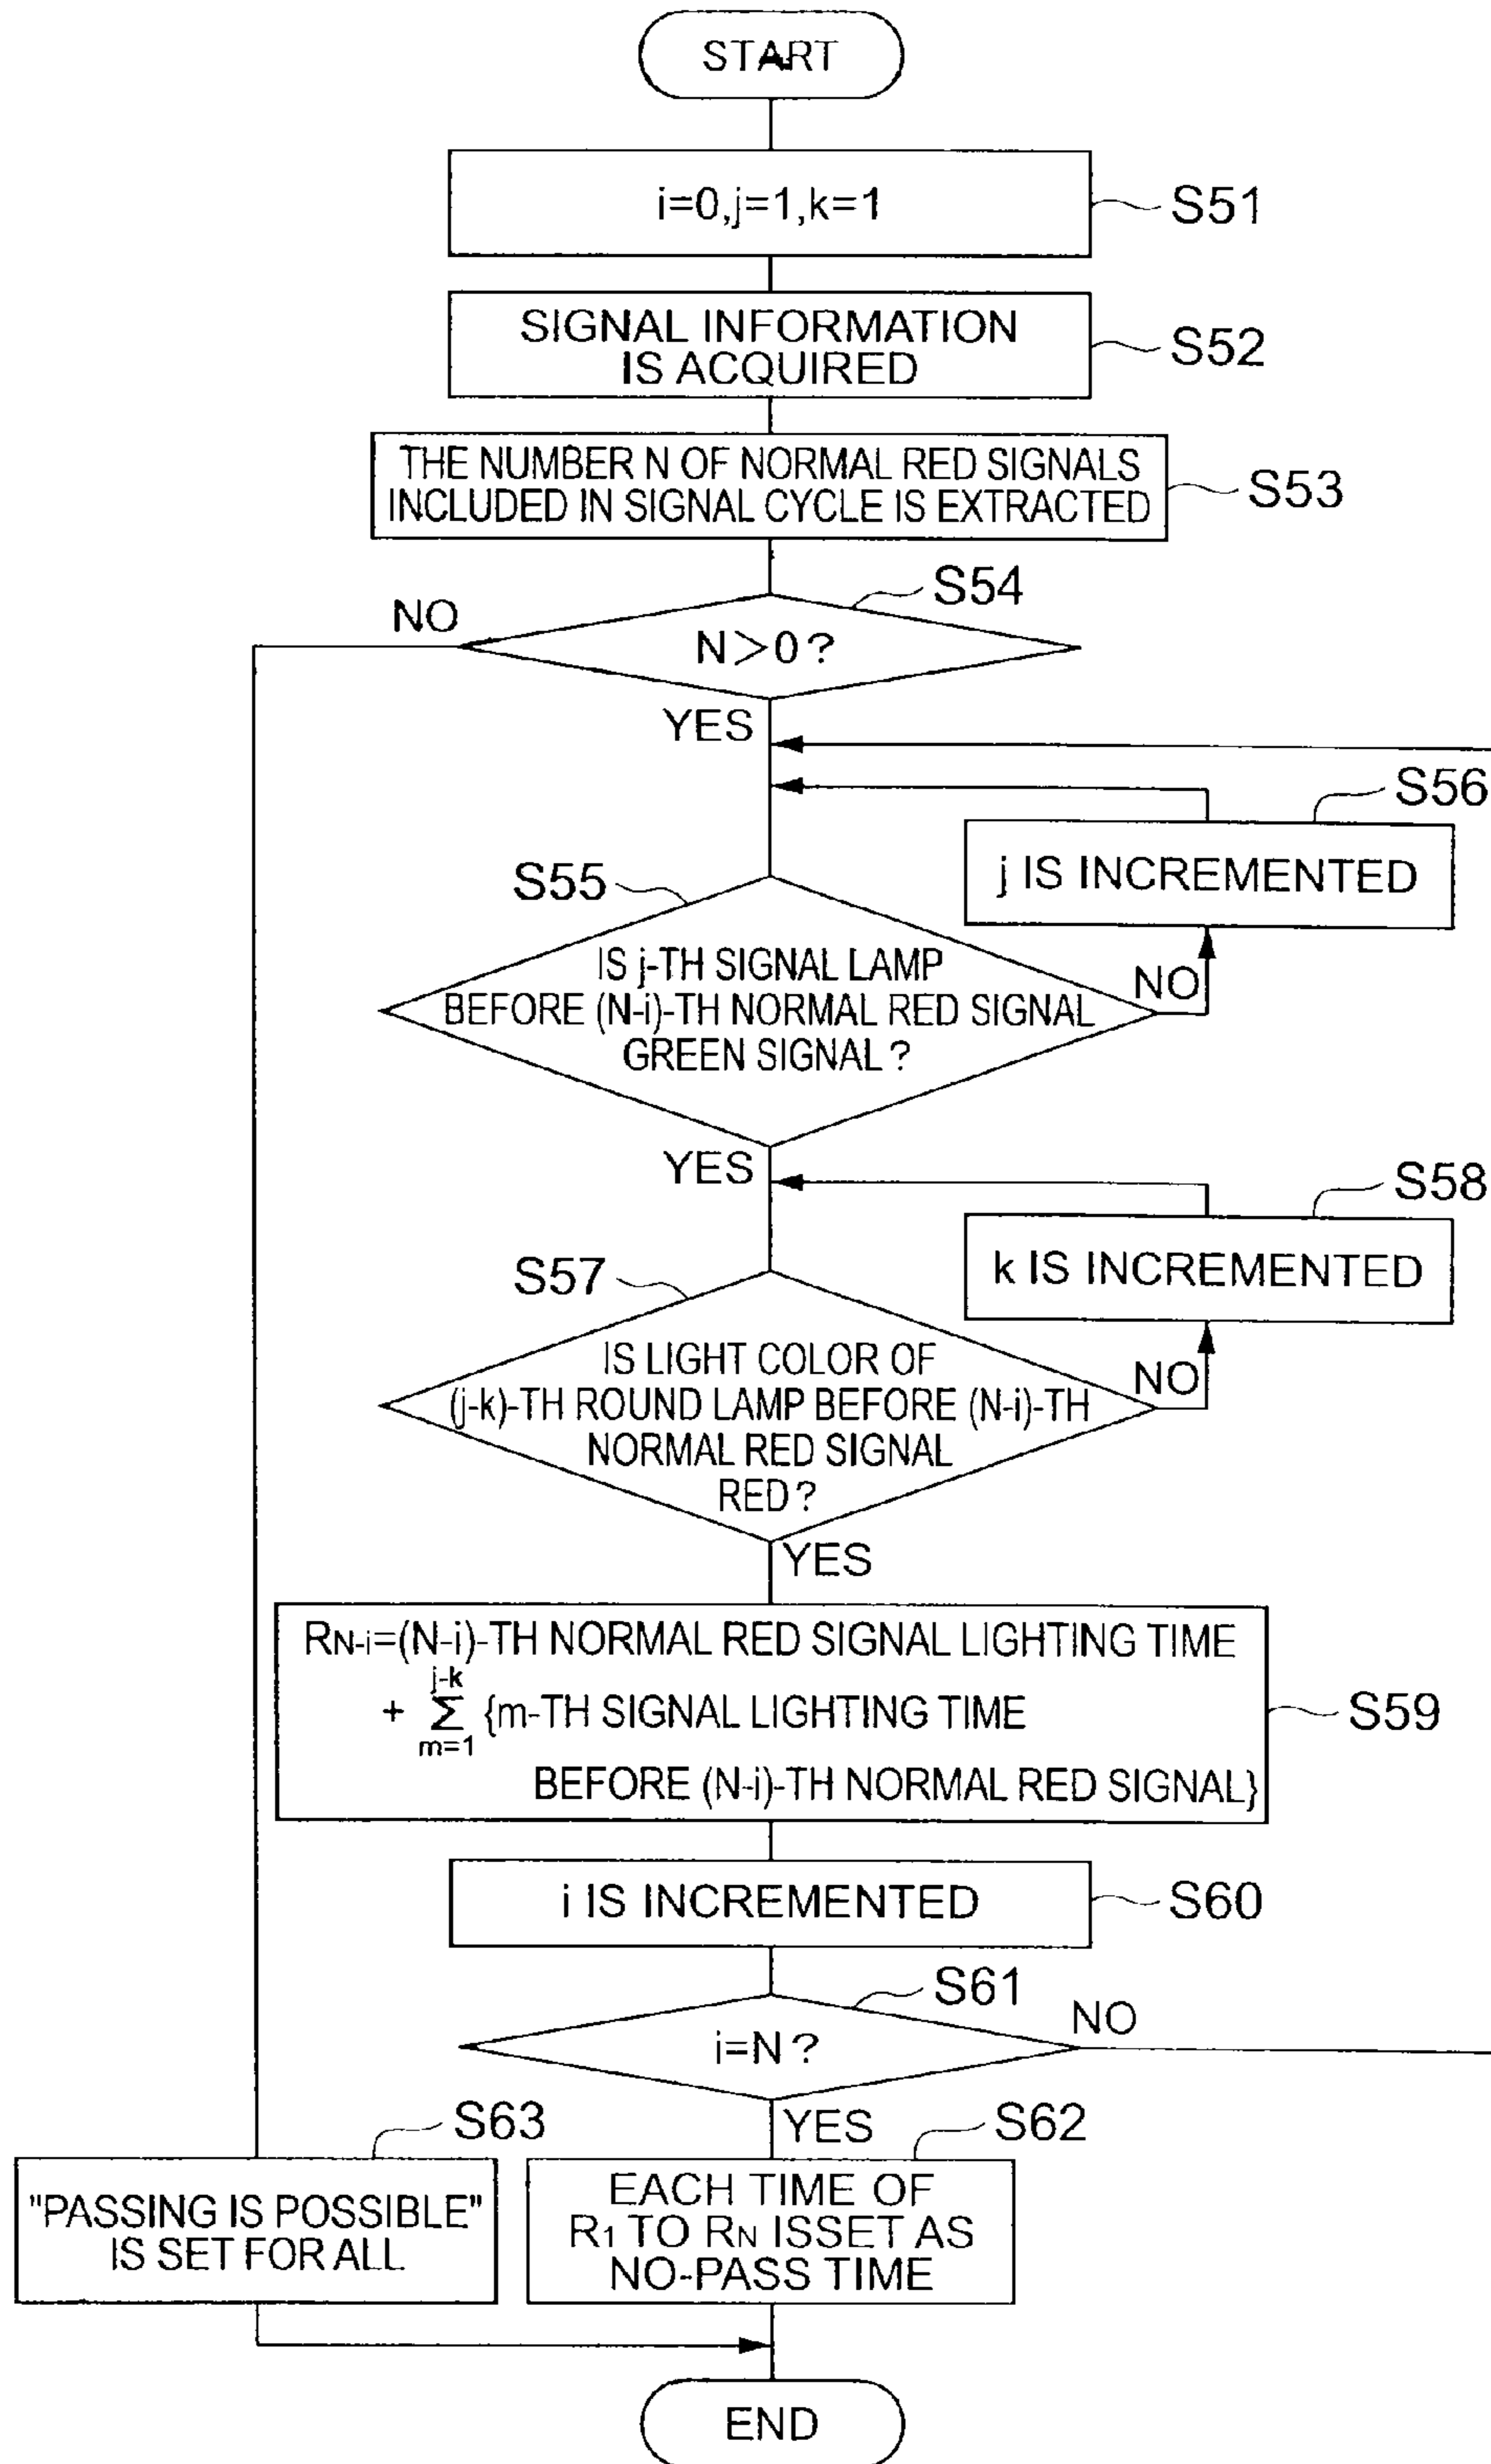 START
i=0,j=1,k=1
S51
SIGNAL INFORMATION
IS ACQUIRED
S52
THE NUMBER N OF NORMAL RED SIGNALS
INCLUDED IN SIGNAL CYCLE IS EXTRACTED
S53
S54
NO
N>0?
YES
S56
j IS INCREMENTED
S55
IS j-TH SIGNAL LAMP
BEFORE (N-i)-TH NORMAL RED SIGNAL
GREEN SIGNAL?
NO
YES
S58
k IS INCREMENTED
S57
IS LIGHT COLOR OF
(j-k)-TH ROUND LAMP BEFORE (N-i)-TH
NORMAL RED SIGNAL
RED?
NO
YES
RN-i=(N-i)-TH NORMAL RED SIGNAL LIGHTING TIME
j-k
+ Σ {m-TH SIGNAL LIGHTING TIME
m=1
BEFORE (N-i)-TH NORMAL RED SIGNAL}
S59
i IS INCREMENTED
S60
S61
i=N?
NO
YES
S63
"PASSING IS POSSIBLE"
IS SET FOR ALL
S62
EACH TIME OF
R1 TO RN ISSET AS
NO-PASS TIME
END